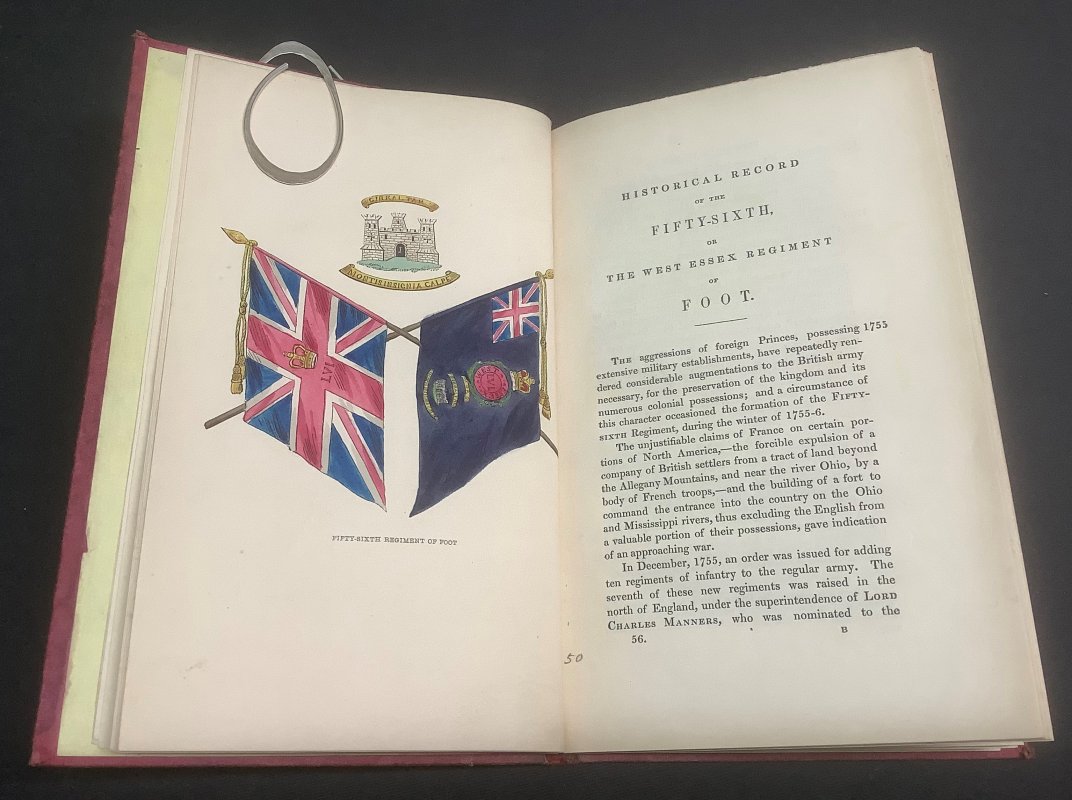 GIBRALTAR
MONTIS INSIGNIA CALPE
LVI
FIFTY-SIXTH REGIMENT OF FOOT
HISTORICAL RECORD
OF THE
FIFTY-SIXTH,
OR
THE WEST ESSEX REGIMENT
OF
FOOT.
THE aggressions of foreign Princes, possessing 1755
extensive military establishments, have repeatedly ren-
dered considerable augmentations to the British army
necessary, for the preservation of the kingdom and its
numerous colonial possessions; and a circumstance of
this character occasioned the formation of the FIFTY-
SIXTH Regiment, during the winter of 1755-6.
The unjustifiable claims of France on certain por-
tions of North America,—the forcible expulsion of a
company of British settlers from a tract of land beyond
the Allegany Mountains, and near the river Ohio, by a
body of French troops,—and the building of a fort to
command the entrance into the country on the Ohio
and Mississippi rivers, thus excluding the English from
a valuable portion of their possessions, gave indication
of an approaching war.
In December, 1755, an order was issued for adding
ten regiments of infantry to the regular army. The
seventh of these new regiments was raised in the
north of England, under the superintendence of LORD
CHARLES MANNERS, who was nominated to the
56. B
50